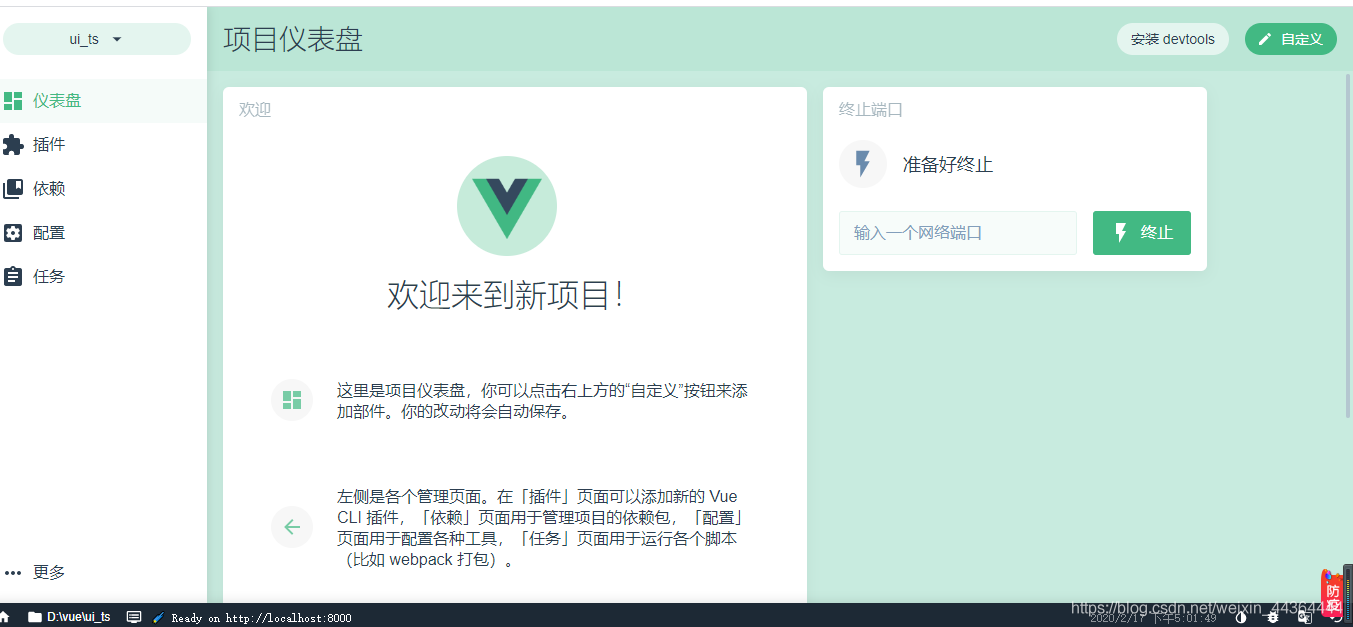 ui_ts
项目仪表盘
安装 devtools
自定义
仪表盘
插件
依赖
配置
任务
更多
欢迎
欢迎来到新项目！
这里是项目仪表盘，你可以点击右上方的“自定义”按钮来添
加部件。你的改动将会自动保存。
左侧是各个管理页面。在「插件」页面可以添加新的 Vue
CLI 插件，「依赖」页面用于管理项目的依赖包，「配置」
页面用于配置各种工具，「任务」页面用于运行各个脚本
（比如 webpack 打包）。
终止端口
准备好终止
输入一个网络端口
终止
防疫
D:\vue\ui_ts
Ready on http://localhost:8000
https://blog.csdn.net/weixin_44364444
2020/2/17 下午5:01:49